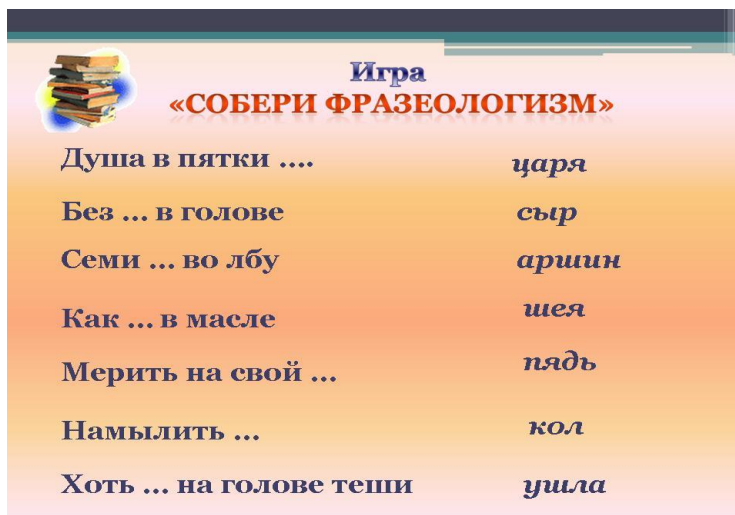 Игра
«СОБЕРИ ФРАЗЕОЛОГИЗМ»
Душа в пятки .... царя
Без ... в голове сыр
Семи ... во лбу аршин
Как ... в масле шея
Мерить на свой ... пядь
Намылить ... кол
Хоть ... на голове теши ушла